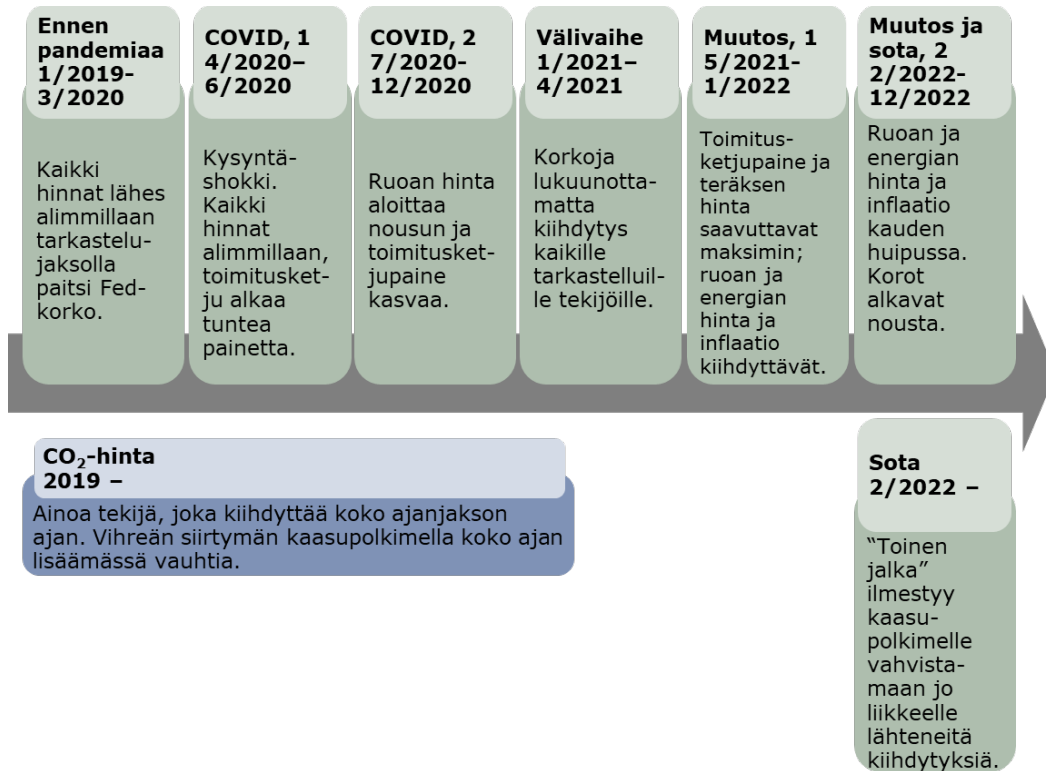 Ennen
pandemiaa
1/2019-
3/2020
Kaikki
hinnat lähes
alimmillaan
tarkastelu-
jaksolla
paitsi Fed-
korko.
COVID, 1
4/2020–
6/2020
Kysyntä-
shokki.
Kaikki
hinnat
alimmillaan,
toimitusket-
ju alkaa
tuntea
painetta.
COVID, 2
7/2020-
12/2020
Ruoan hinta
aloittaa
nousun ja
toimitusket-
jupaine
kasvaa.
Välivaihe
1/2021–
4/2021
Korkoja
lukuunotta-
matta
kiihdytys
kaikille
tarkastelluil-
le tekijöille.
Muutos, 1
5/2021-
1/2022
Toimitus-
ketjupaine ja
teräksen
hinta
saavuttavat
maksimin;
ruoan ja
energian
hinta ja
inflaatio
kiihdyttävät.
Muutos ja
sota, 2
2/2022-
12/2022
Ruoan ja
energian
hinta ja
inflaatio
kauden
huipussa.
Korot
alkavat
nousta.
CO₂-hinta
2019 –
Ainoa tekijä, joka kiihdyttää koko ajanjakson
ajan. Vihreän siirtymän kaasupolkimella koko ajan
lisäämässä vauhtia.
Sota
2/2022 –
“Toinen
jalka”
ilmestyy
kaasu-
polkimelle
vahvista-
maan jo
liikkeelle
lähteneitä
kiihdytyksiä.